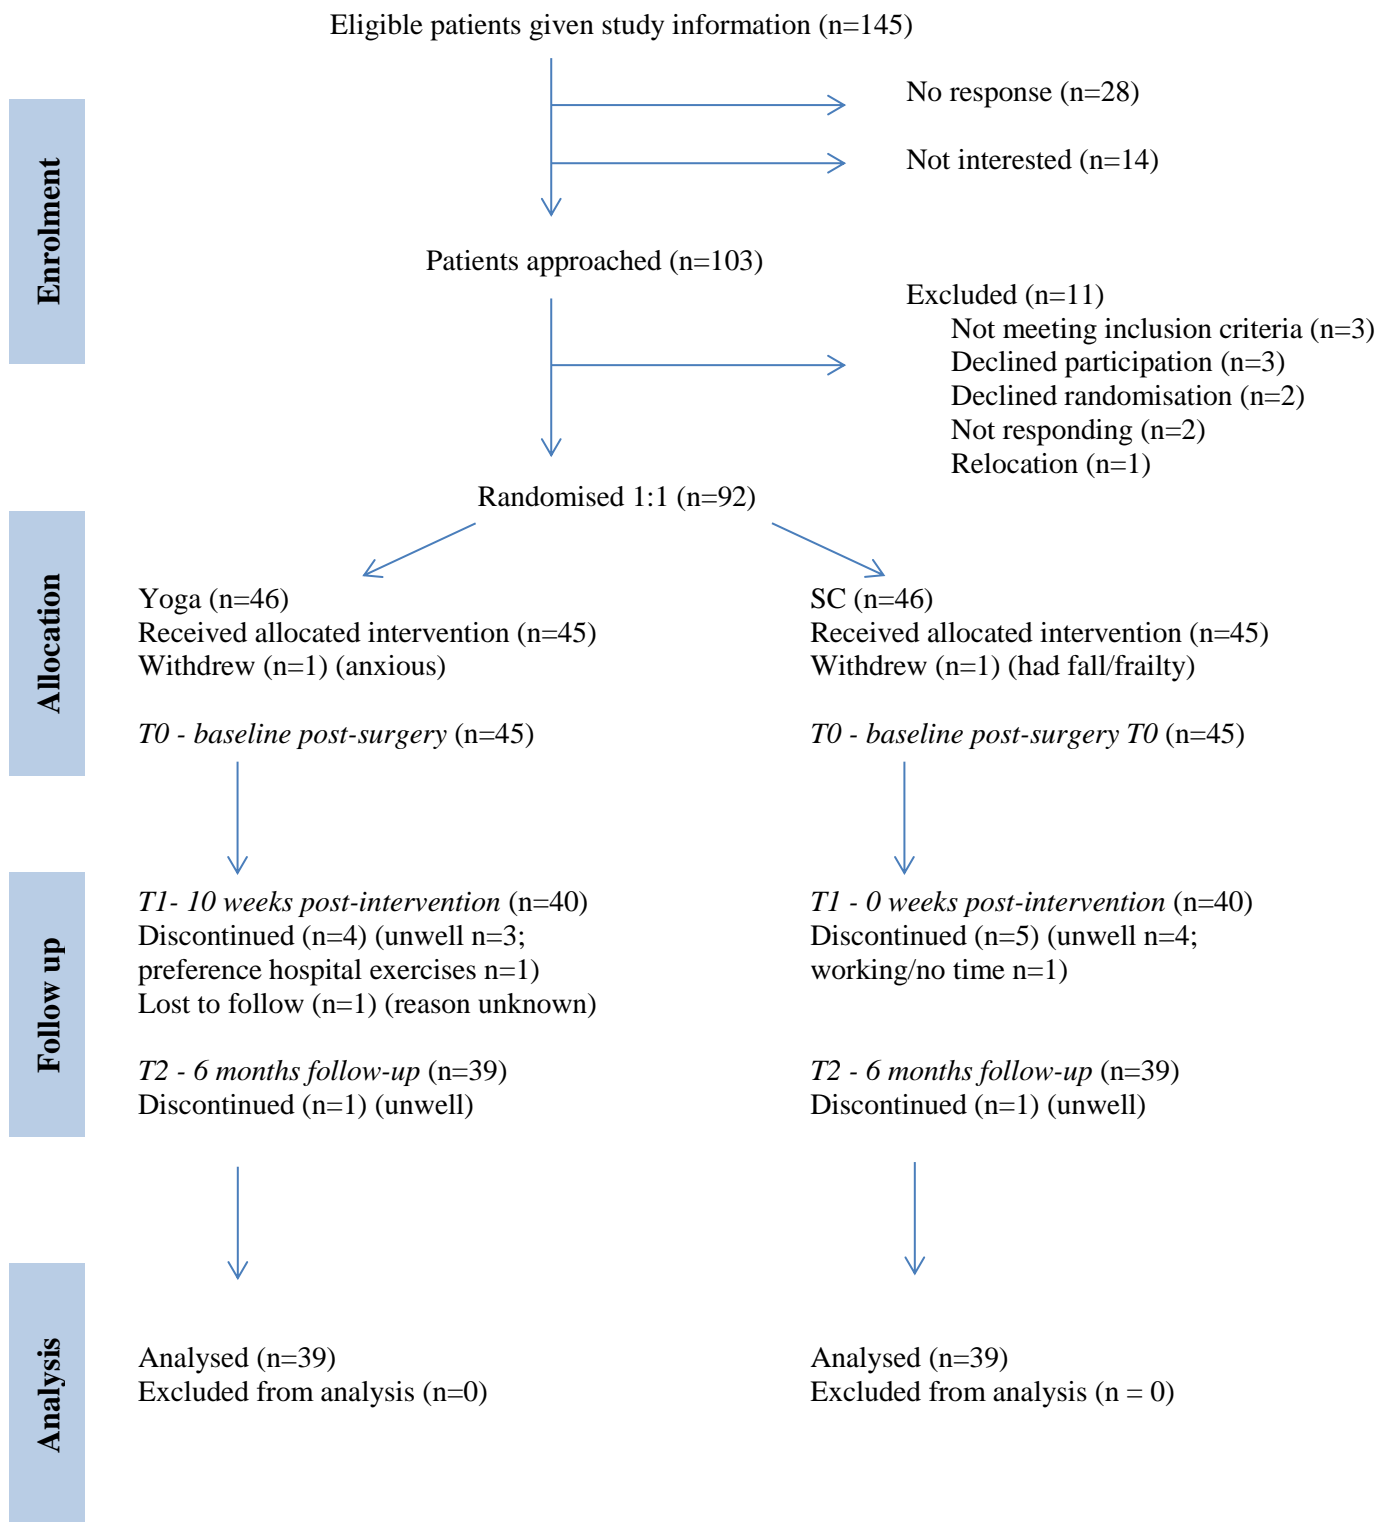 Eligible patients given study information (n=145)
No response (n=28)
Not interested (n=14)
Enrolment
Patients approached (n=103)
Excluded (n=11)
Not meeting inclusion criteria (n=3)
Declined participation (n=3)
Declined randomisation (n=2)
Not responding (n=2)
Relocation (n=1)
Randomised 1:1 (n=92)
Allocation
Yoga (n=46)
Received allocated intervention (n=45)
Withdrew (n=1) (anxious)
T0 - baseline post-surgery (n=45)
SC (n=46)
Received allocated intervention (n=45)
Withdrew (n=1) (had fall/frailty)
T0 - baseline post-surgery T0 (n=45)
Follow up
T1- 10 weeks post-intervention (n=40)
Discontinued (n=4) (unwell n=3;
preference hospital exercises n=1)
Lost to follow (n=1) (reason unknown)
T2 - 6 months follow-up (n=39)
Discontinued (n=1) (unwell)
T1 - 0 weeks post-intervention (n=40)
Discontinued (n=5) (unwell n=4;
working/no time n=1)
T2 - 6 months follow-up (n=39)
Discontinued (n=1) (unwell)
Analysis
Analysed (n=39)
Excluded from analysis (n=0)
Analysed (n=39)
Excluded from analysis (n = 0)